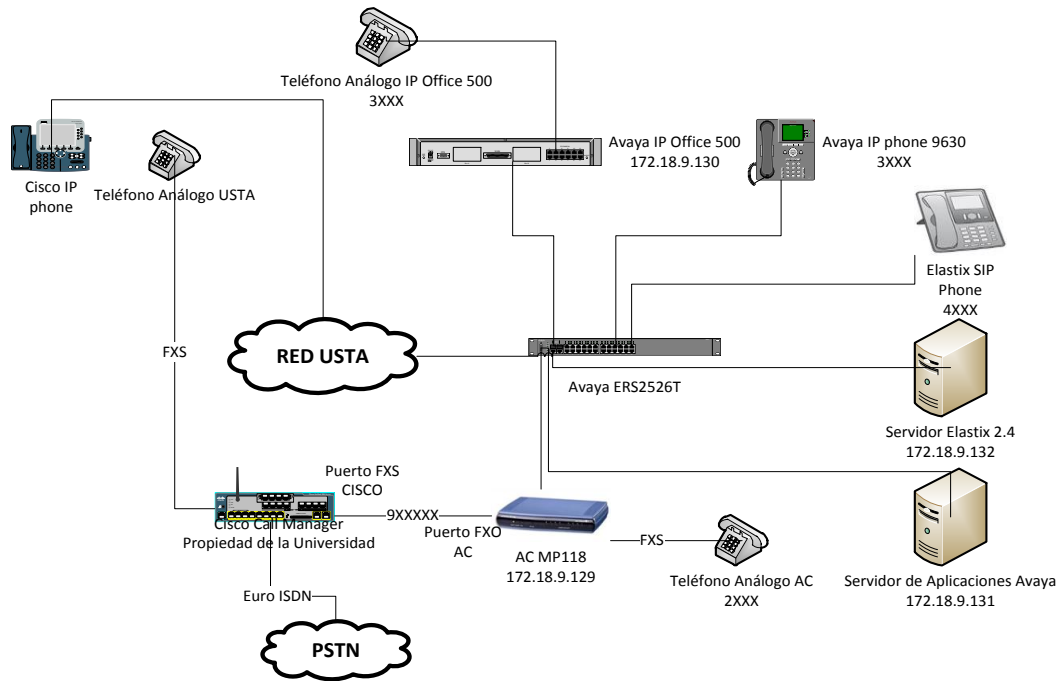 Teléfono Análogo IP Office 500
3XXX
Cisco IP
phone
Teléfono Análogo USTA
Avaya IP Office 500
172.18.9.130
Avaya IP phone 9630
3XXX
Elastix SIP
Phone
4XXX
FXS
RED USTA
Avaya ERS2526T
Servidor Elastix 2.4
172.18.9.132
Puerto FXS
CISCO
Cisco Call Manager
Propiedad de la Universidad
9XXXXX
Puerto FXO
AC
AC MP118
172.18.9.129
FXS
Teléfono Análogo AC
2XXX
Servidor de Aplicaciones Avaya
172.18.9.131
Euro ISDN
PSTN